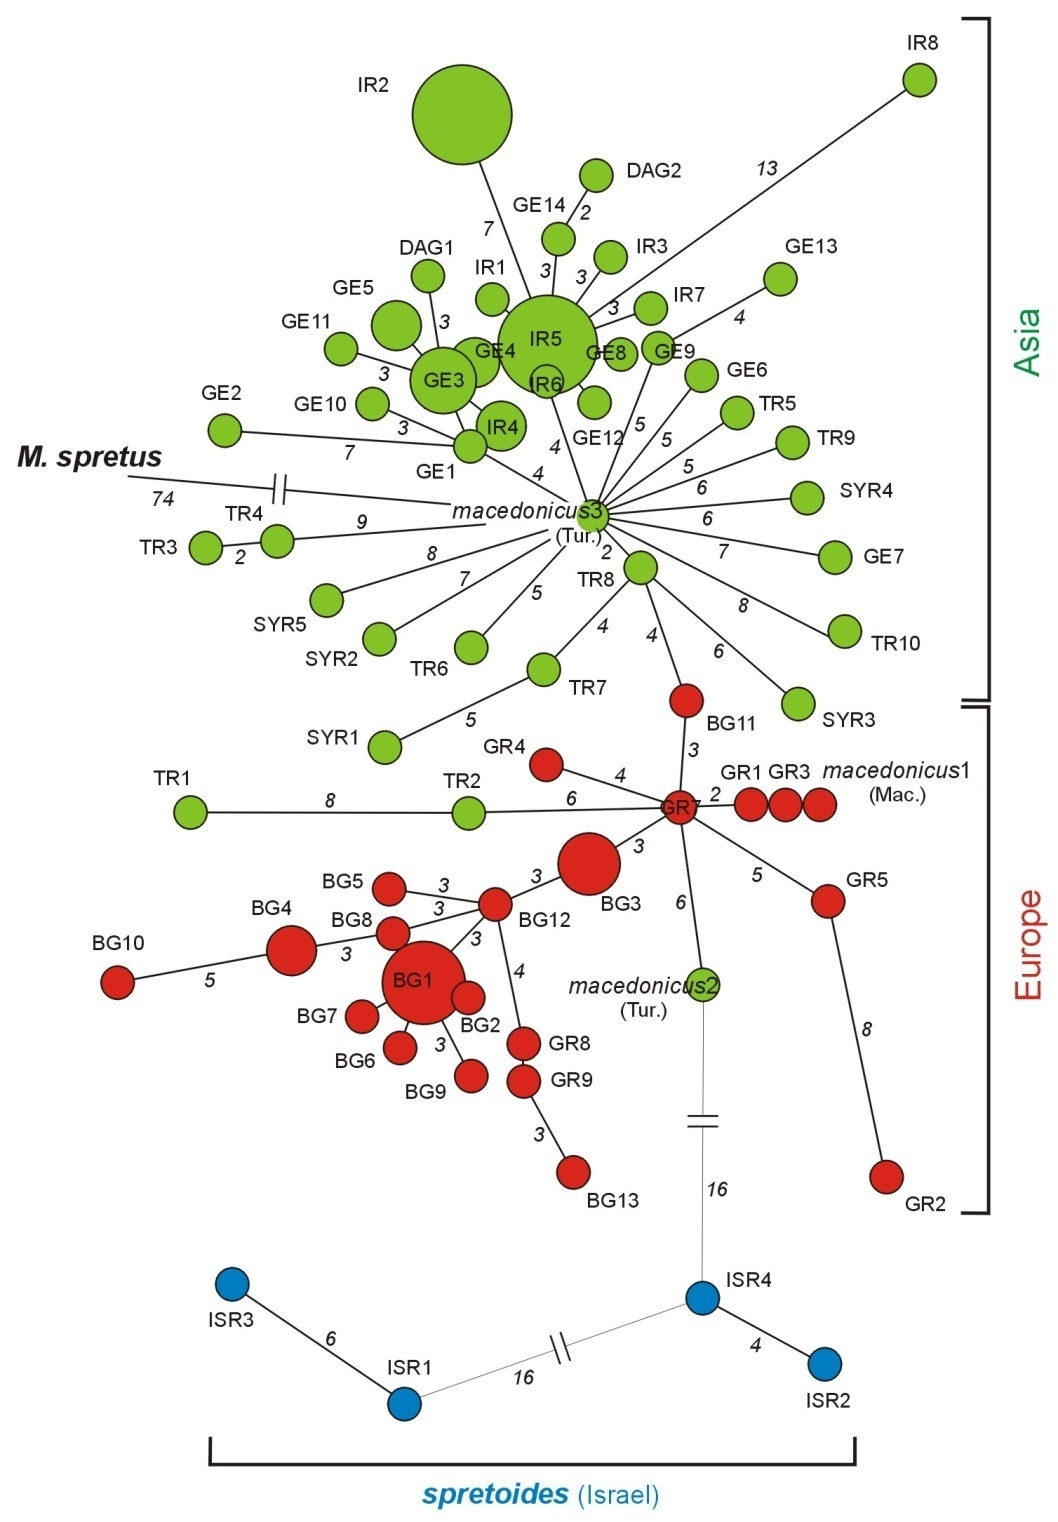 IR8
IR2
13
DAG2
GE14
2
7
IR3
GE13
DAG1
IR1
3
3
GE5
IR7
3
4
GE11
3
IR5
GE4
GE8
GE9
GE6
3
GE3
IR6
GE2
GE10
TR5
IR4
3
GE12
5
5
TR9
7
GE1
4
5
M. spretus
4
6
SYR4
74
TR4
macedonicus3
9
(Tur.)
6
TR3
2
8
2
7
GE7
TR8
7
5
8
SYR5
4
4
TR10
SYR2
TR6
6
TR7
SYR1
5
BG11
SYR3
GR4
3
TR1
TR2
4
GR1
GR3
macedonicus1
(Mac.)
8
6
GR7
2
3
BG5
3
3
5
GR5
BG4
3
BG3
BG8
BG12
6
BG10
3
3
5
BG1
4
macedonicus2
(Tur.)
BG7
BG2
8
BG6
3
GR8
BG9
GR9
3
BG13
16
GR2
ISR4
ISR3
6
ISR1
4
16
ISR2
spretoides (Israel)
Asia
Europe